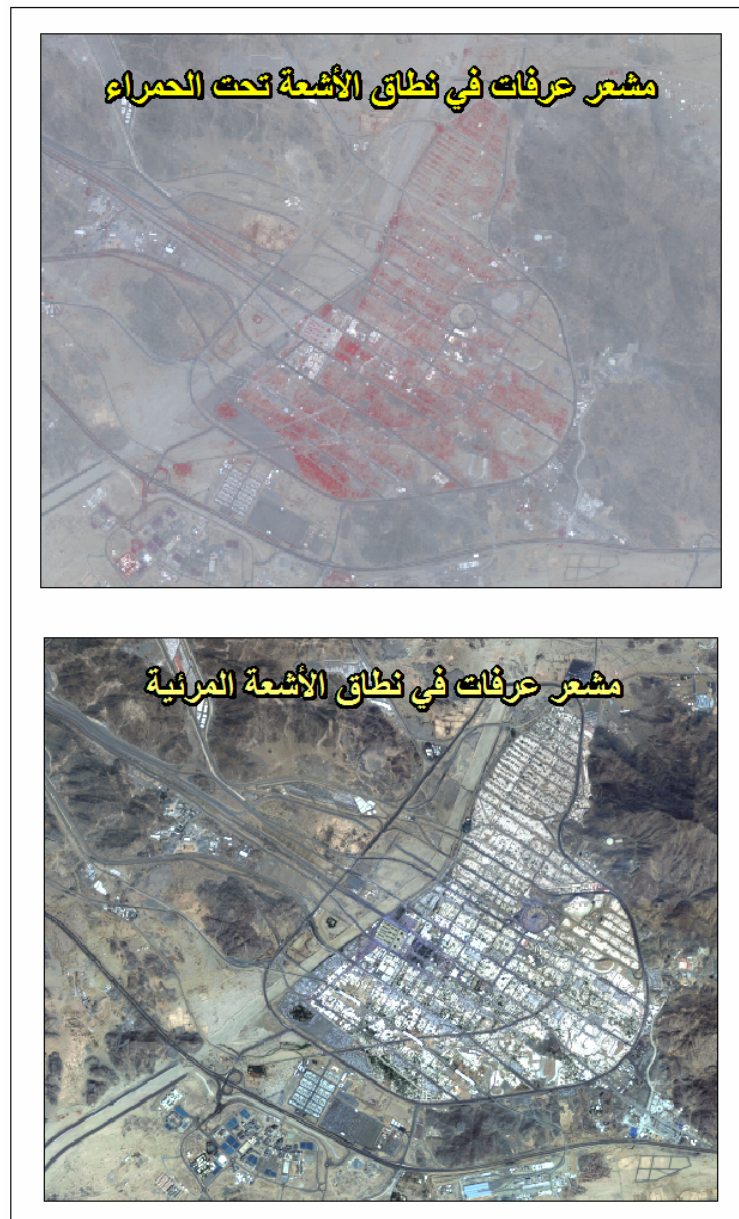 مشعر عرفات في نطاق الأشعة تحت الحمراء
مشعر عرفات في نطاق الأشعة المرئية